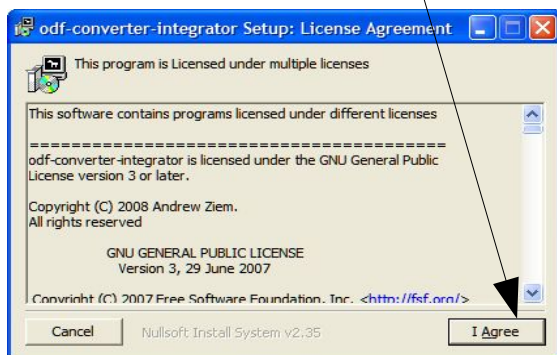 odf-converter-integrator Setup: License Agreement
This program is Licensed under multiple licenses
This software contains programs licensed under different licenses
==========================================
odf-converter-integrator is licensed under the GNU General Public
License version 3 or later.
Copyright (C) 2008 Andrew Ziem.
All rights reserved
GNU GENERAL PUBLIC LICENSE
Version 3, 29 June 2007
Copyright (C) 2007 Free Software Foundation, Inc. <http://fsf.org/>
Cancel
Nullsoft Install System v2.35
I Agree